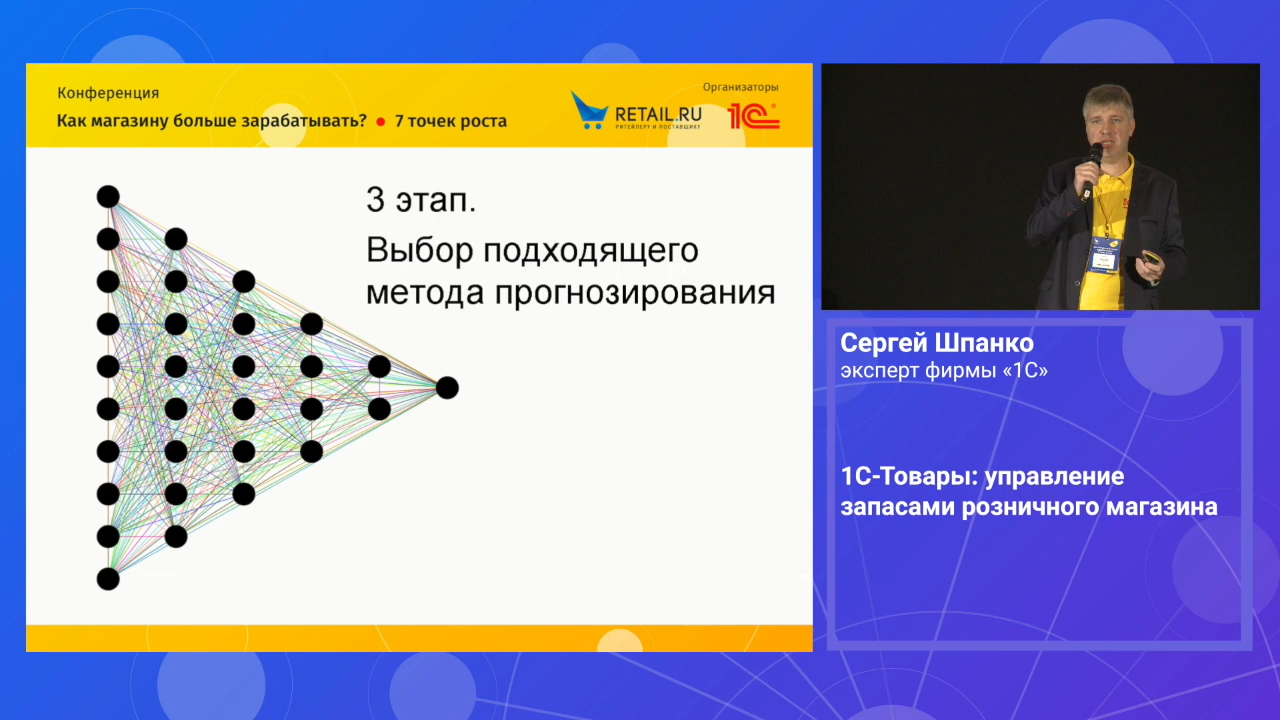 Конференция
Как магазину больше зарабатывать? • 7 точек роста
RETAIL.RU
РИТЕЙЛЕРУ И ПОСТАВЩИКУ
Организаторы
1С
3 этап.
Выбор подходящего
метода прогнозирования
Сергей Шпанко
эксперт фирмы «1С»
1С-Товары: управление
запасами розничного магазина